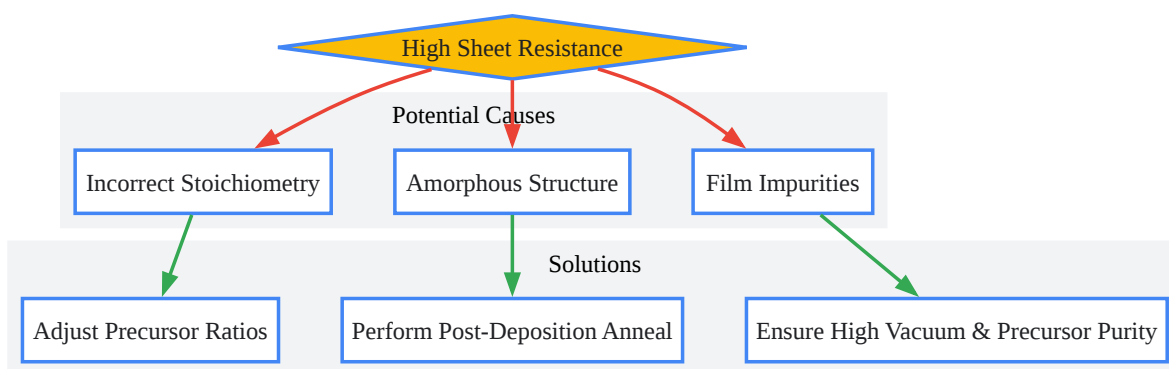 High Sheet Resistance
Potential Causes
Incorrect Stoichiometry
Amorphous Structure
Film Impurities
Solutions
Adjust Precursor Ratios
Perform Post-Deposition Anneal
Ensure High Vacuum & Precursor Purity